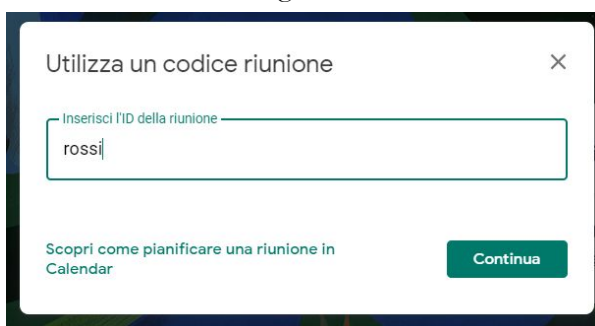 Utilizza un codice riunione
Inserisci l'ID della riunione
rossi
Scopri come pianificare una riunione in
Calendar
Continua